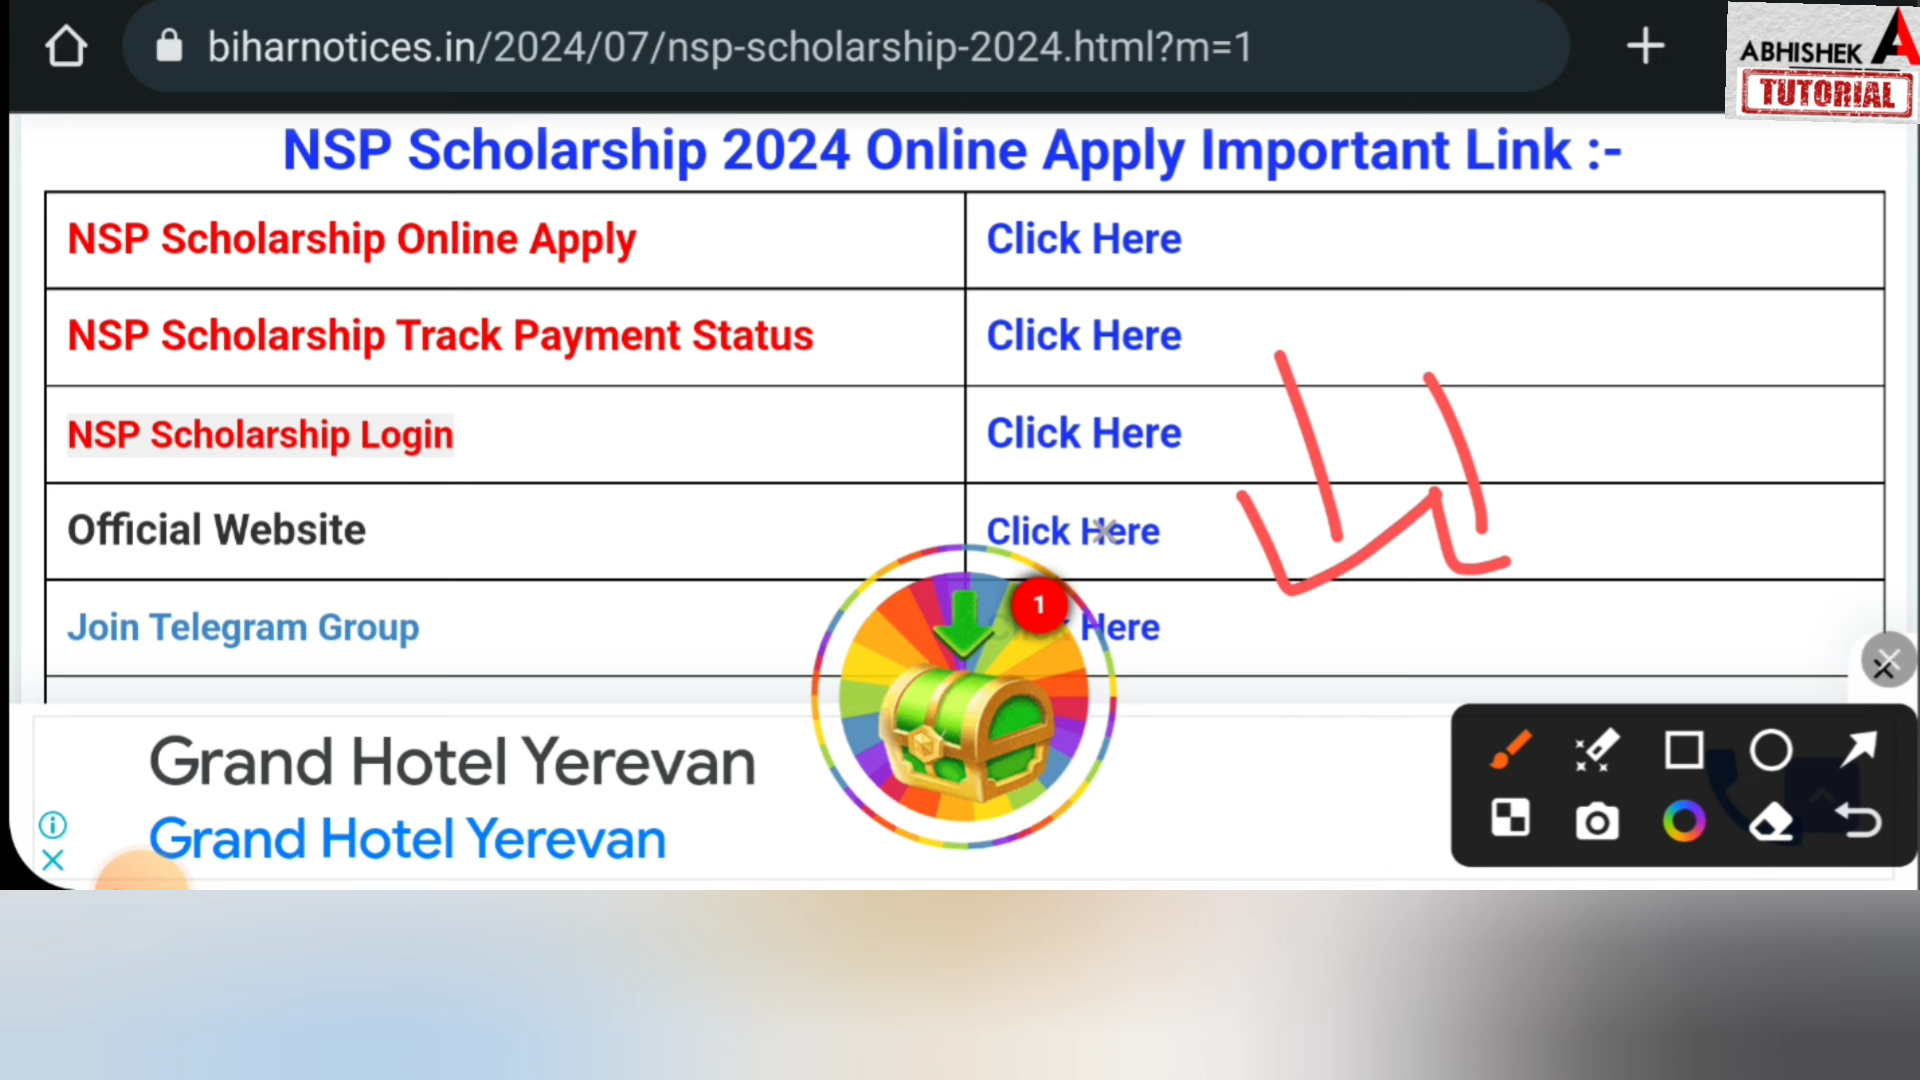 biharnotices.in/2024/07/nsp-scholarship-2024.html?m=1
ABHISHEK A
TUTORIAL
NSP Scholarship 2024 Online Apply Important Link :-
NSP Scholarship Online Apply Click Here
NSP Scholarship Track Payment Status Click Here
NSP Scholarship Login Click Here
Official Website Click Here
Join Telegram Group Click Here
1
Grand Hotel Yerevan
Grand Hotel Yerevan